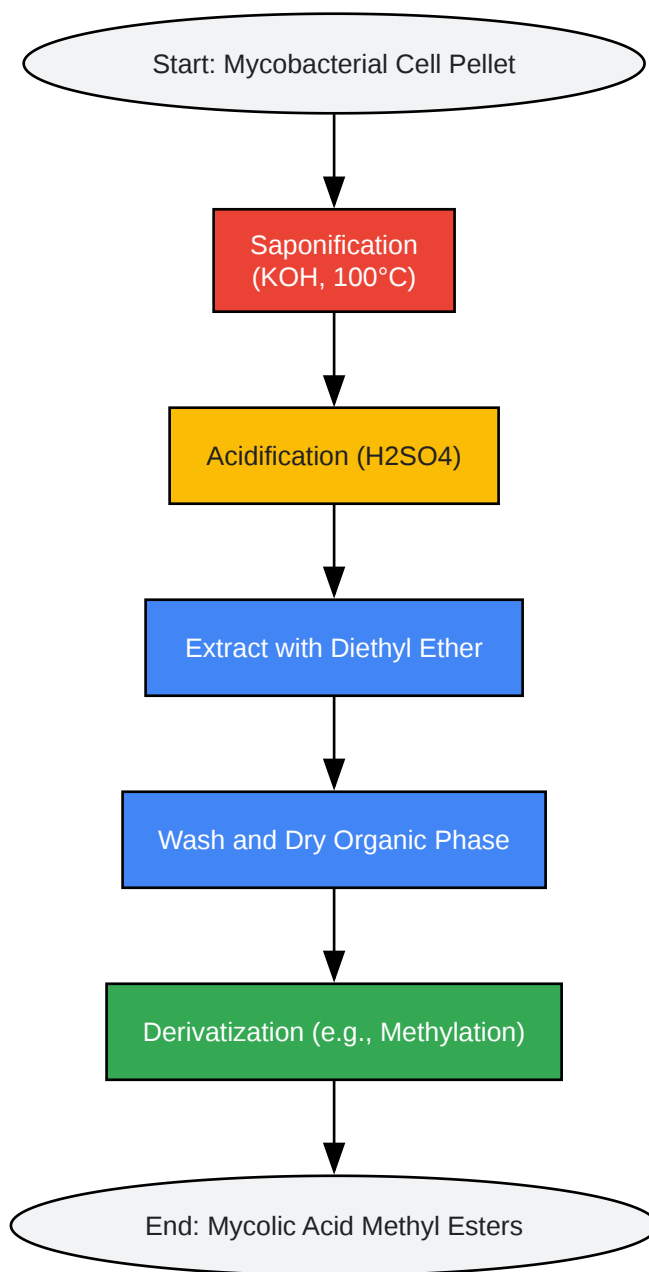 Start: Mycobacterial Cell Pellet
Saponification
(KOH, 100°C)
Acidification (H2SO4)
Extract with Diethyl Ether
Wash and Dry Organic Phase
Derivatization (e.g., Methylation)
End: Mycolic Acid Methyl Esters